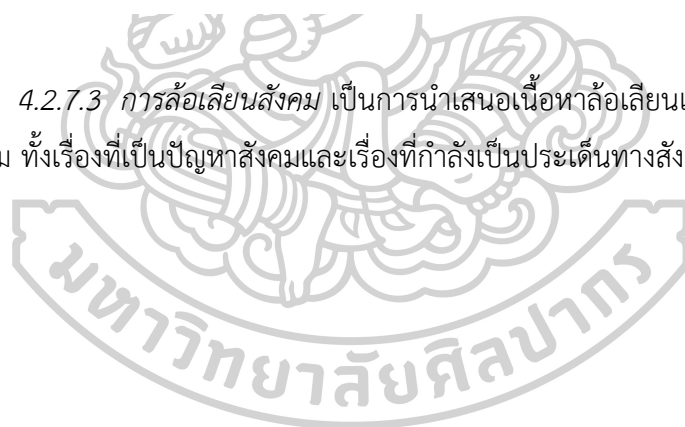 4.2.7.3 การล้อเลียนสังคม เป็นการนำเสนอเนื้อหาล้อเลียน
ทั้งเรื่องที่เป็นปัญหาสังคมและเรื่องที่กำลังเป็นประเด็นทางสัง
มหาวิทยาลัยศิลปากร